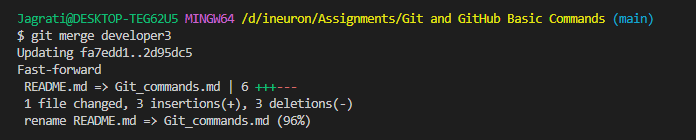 Jagrati@DESKTOP-TEG62U5 MINGW64 /d/ineuron/Assignments/Git and GitHub Basic Commands (main)
$ git merge developer3
Updating fa7edd1..2d95dc5
Fast-forward
 README.md => Git_commands.md | 6 +++---
 1 file changed, 3 insertions(+), 3 deletions(-)
 rename README.md => Git_commands.md (96%)